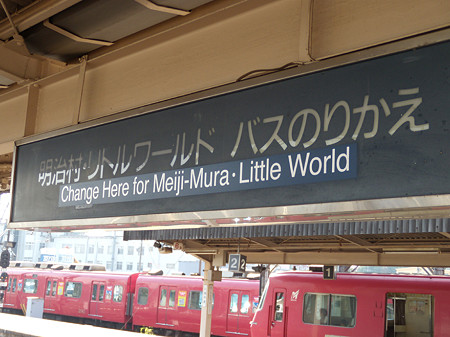 明治村・リトルワールド バスのりかえ
Change Here for Meiji-Mura・Little World
2
1